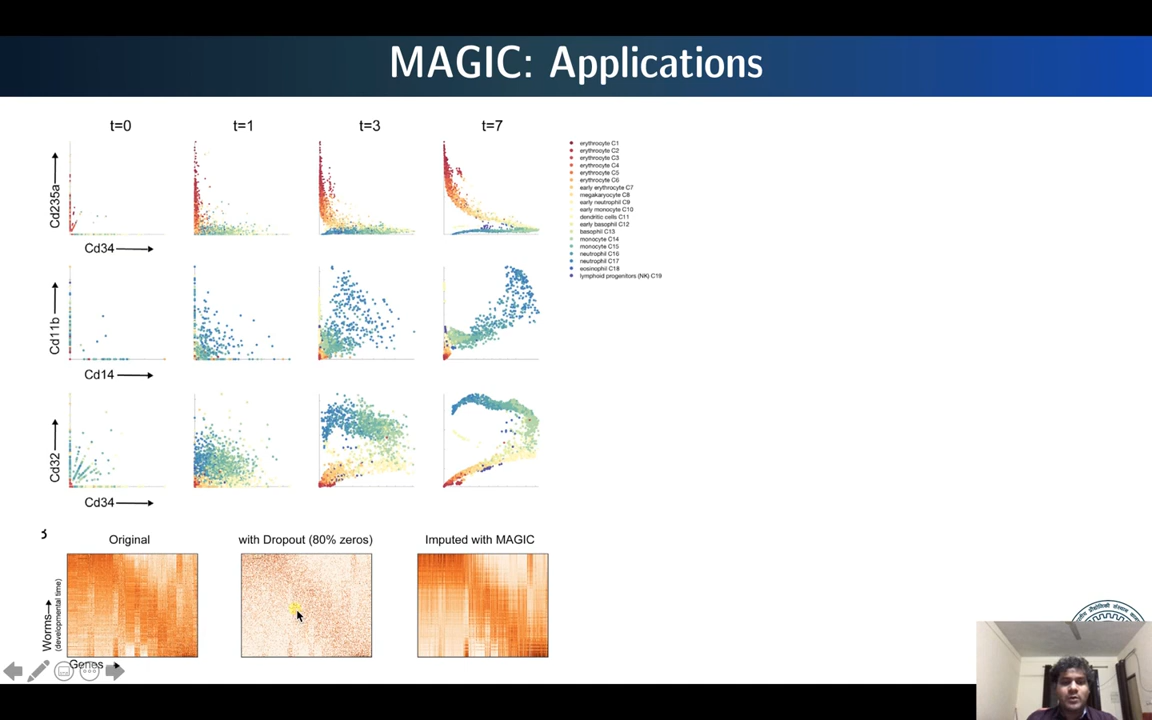 MAGIC: Applications
t=0
t=1
t=3
t=7
Cd235a
Cd34
erythrocyte C1
erythrocyte C2
erythrocyte C3
erythrocyte C4
erythrocyte C5
erythrocyte C6
early erythrocyte C7
megakaryocyte C8
early neutrophil C9
early monocyte C10
dendritic cells C11
early basophil C12
basophil C13
monocyte C14
monocyte C15
neutrophil C16
neutrophil C17
eosinophil C18
lymphoid progenitors (NK) C19
Cd11b
Cd14
Cd32
Cd34
Original
with Dropout (80% zeros)
Imputed with MAGIC
Worms
(developmental time)
Genes